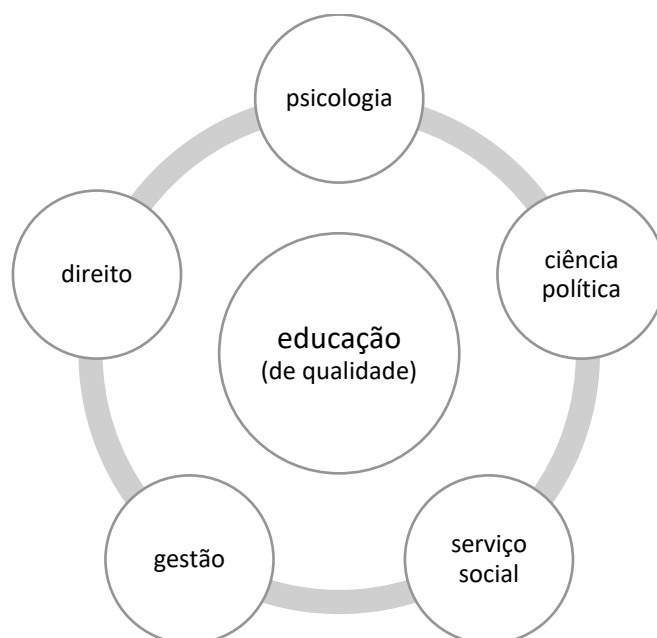 psicologia
direito
ciência
política
educação
(de qualidade)
gestão
serviço
social